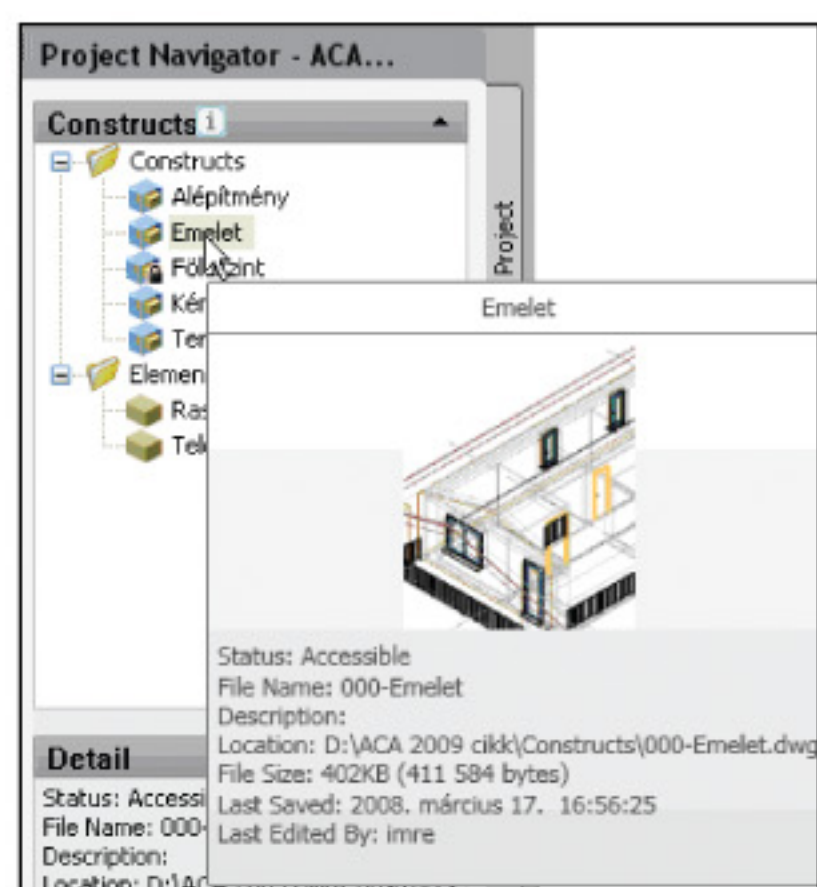 Project Navigator - ACA...
Constructs
Project
Constructs
Alépítmény
Emelet
Emelet
Status: Accessible
File Name: 000-Emelet
Description:
Location: D:\ACA 2009 cikk\Constructs\000-Emelet.dwg
File Size: 402KB (411 584 bytes)
Last Saved: 2008. március 17. 16:56:25
Last Edited By: imre
Detail
Status: Accessi
File Name: 000-
Description: